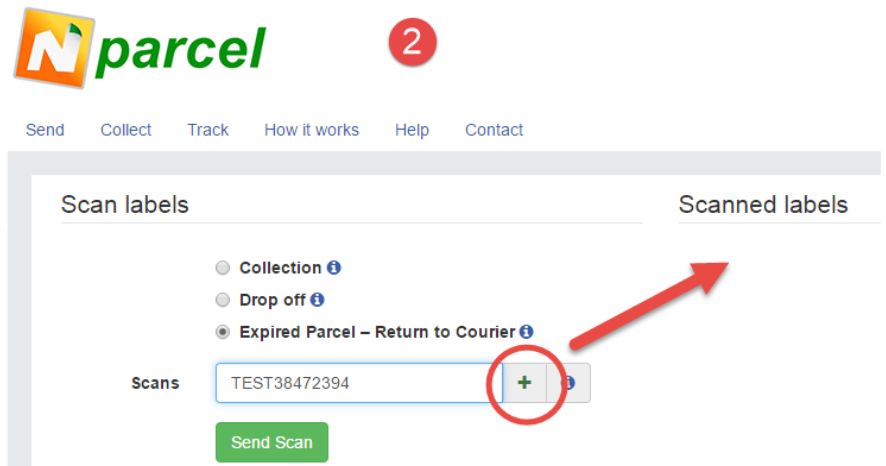 N parcel
2
Send Collect Track How it works Help Contact
Scan labels
Scanned labels
Collection
Drop off
Expired Parcel – Return to Courier
Scans TEST38472394 +
Send Scan